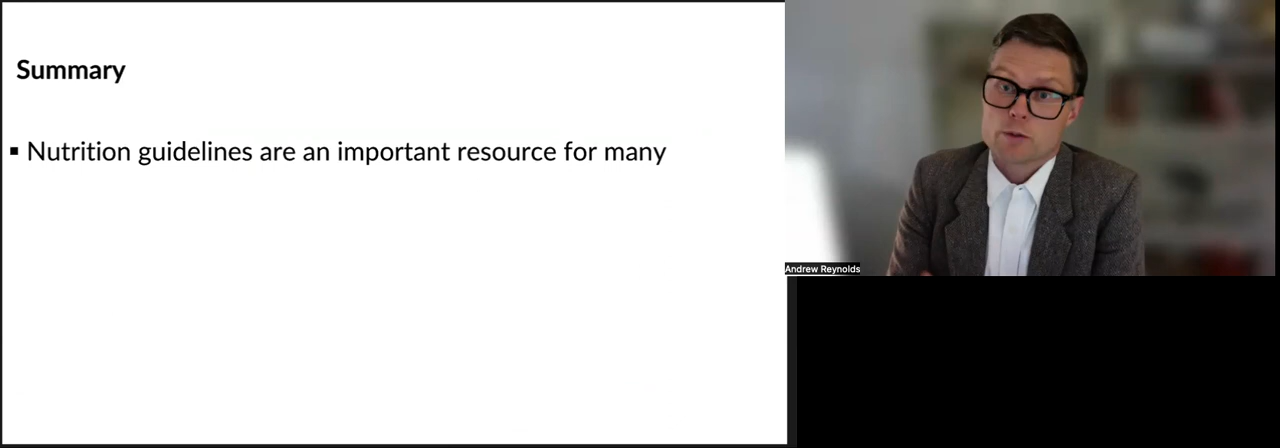 Summary
▪ Nutrition guidelines are an important resource for many
Andrew Reynolds